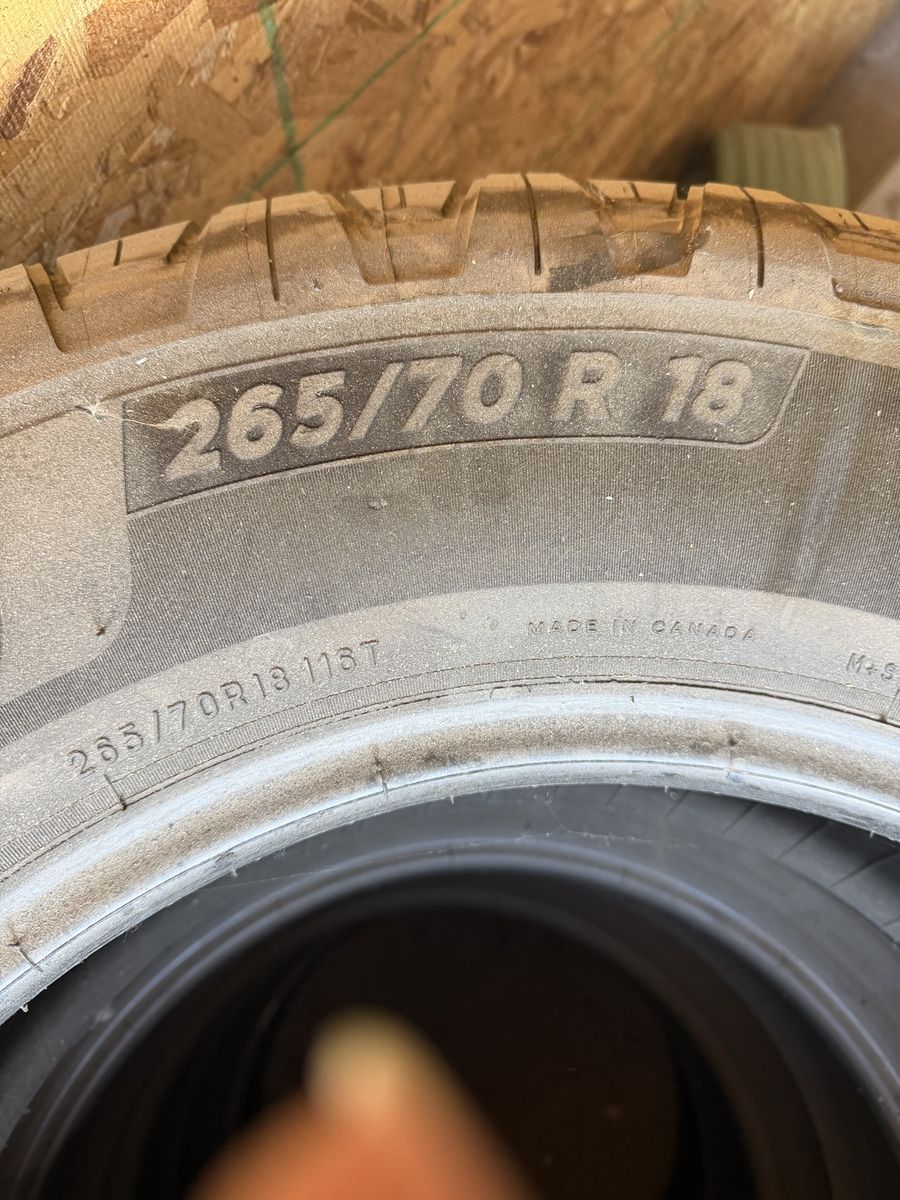 265/70 R 18
MADE IN CANADA
265/70R18 116T
M+S